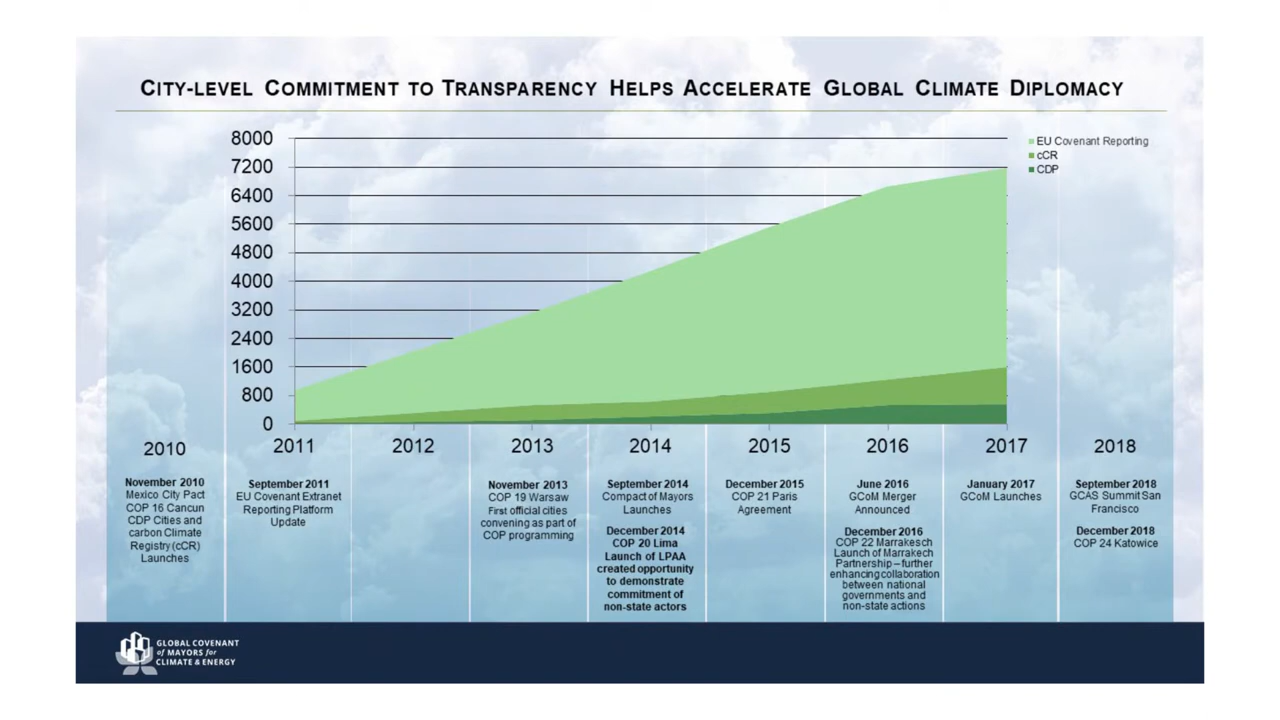 CITY-LEVEL COMMITMENT TO TRANSPARENCY HELPS ACCELERATE GLOBAL CLIMATE DIPLOMACY
8000
7200
6400
5600
4800
4000
3200
2400
1600
800
0
EU Covenant Reporting
cCR
CDP
2010
2011
2012
2013
2014
2015
2016
2017
2018
November 2010
Mexico City Pact
COP 16 Cancun
CDP Cities and
carbon Climate
Registry (cCR)
Launches
September 2011
EU Covenant Extranet
Reporting Platform
Update
November 2013
COP 19 Warsaw
First official cities
convening as part of
COP programming
September 2014
Compact of Mayors
Launches
December 2014
COP 20 Lima
Launch of LPAA
created opportunity
to demonstrate
commitment of
non-state actors
December 2015
COP 21 Paris
Agreement
June 2016
GCoM Merger
Announced
December 2016
COP 22 Marrakesch
Launch of Marrakech
Partnership – further
enhancing collaboration
between national
governments and
non-state actions
January 2017
GCoM Launches
September 2018
GCAS Summit San
Francisco
December 2018
COP 24 Katowice
GLOBAL COVENANT
of MAYORS for
CLIMATE & ENERGY